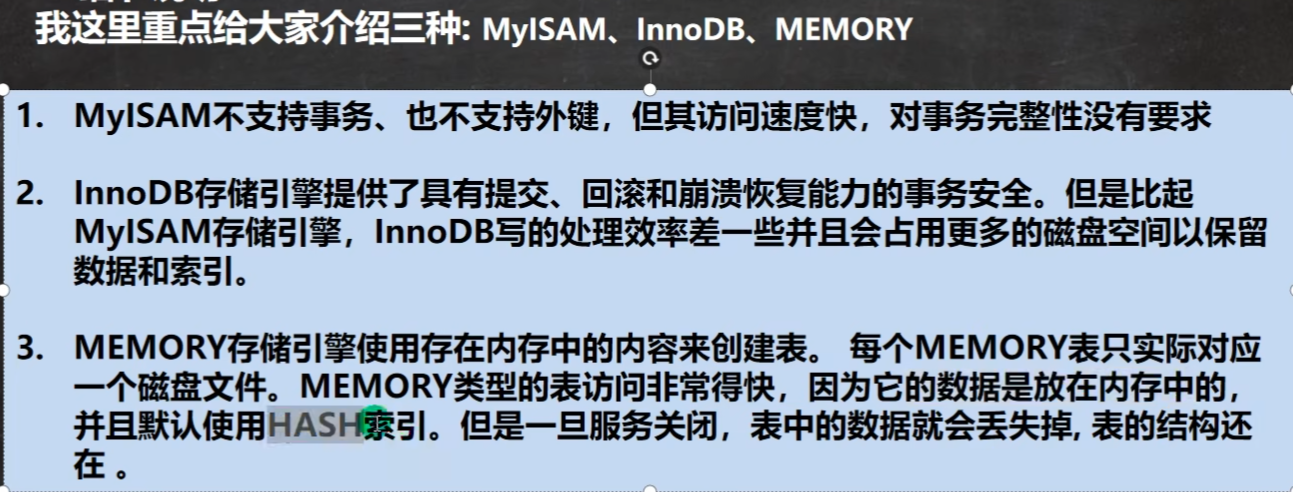 我这里重点给大家介绍三种: MyISAM、InnoDB、MEMORY
1. MyISAM不支持事务、也不支持外键，但其访问速度快，对事务完整性没有要求
2. InnoDB存储引擎提供了具有提交、回滚和崩溃恢复能力的事务安全。但是比起
MyISAM存储引擎，InnoDB写的处理效率差一些并且会占用更多的磁盘空间以保留
数据和索引。
3. MEMORY存储引擎使用存在内存中的内容来创建表。 每个MEMORY表只实际对应
一个磁盘文件。MEMORY类型的表访问非常得快，因为它的数据是放在内存中的，
并且默认使用HASH索引。但是一旦服务关闭，表中的数据就会丢失掉, 表的结构还
在 。